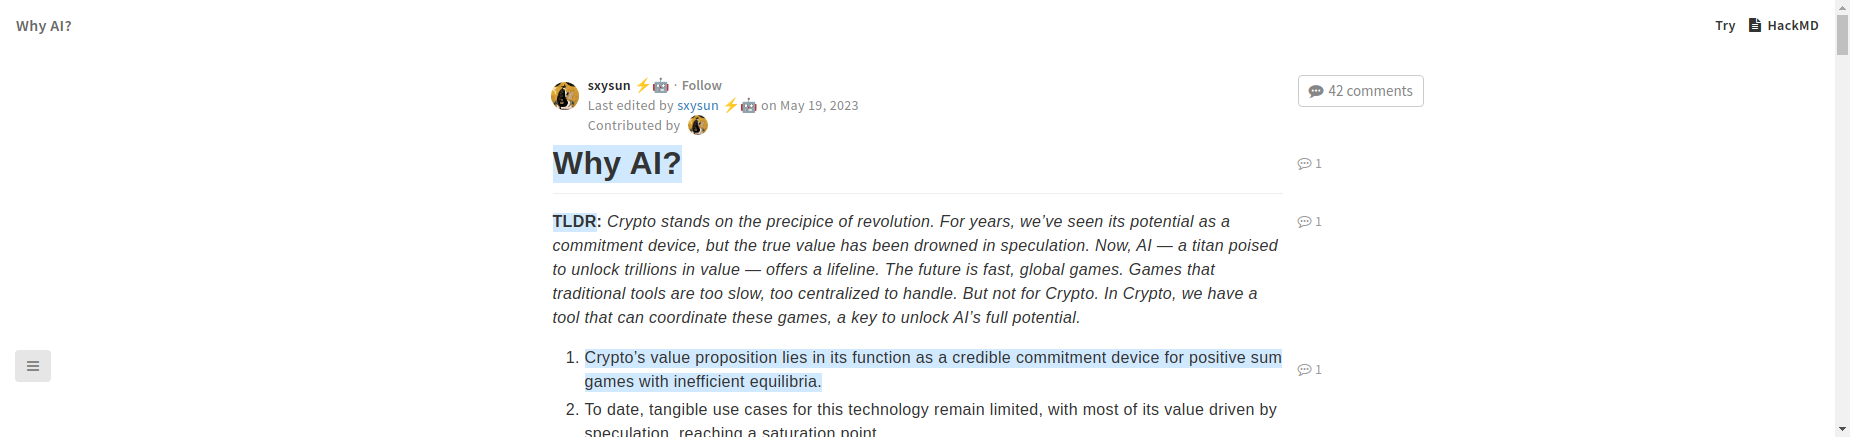 Why AI?
Try HackMD
sxysun ⚡🤖 · Follow
Last edited by sxysun ⚡🤖 on May 19, 2023
Contributed by
42 comments
Why AI?
1
TLDR: Crypto stands on the precipice of revolution. For years, we’ve seen its potential as a
1
commitment device, but the true value has been drowned in speculation. Now, AI — a titan poised
to unlock trillions in value — offers a lifeline. The future is fast, global games. Games that
traditional tools are too slow, too centralized to handle. But not for Crypto. In Crypto, we have a
tool that can coordinate these games, a key to unlock AI’s full potential.
1. Crypto’s value proposition lies in its function as a credible commitment device for positive sum
games with inefficient equilibria.
1
2. To date, tangible use cases for this technology remain limited, with most of its value driven by
speculation, reaching a saturation point.